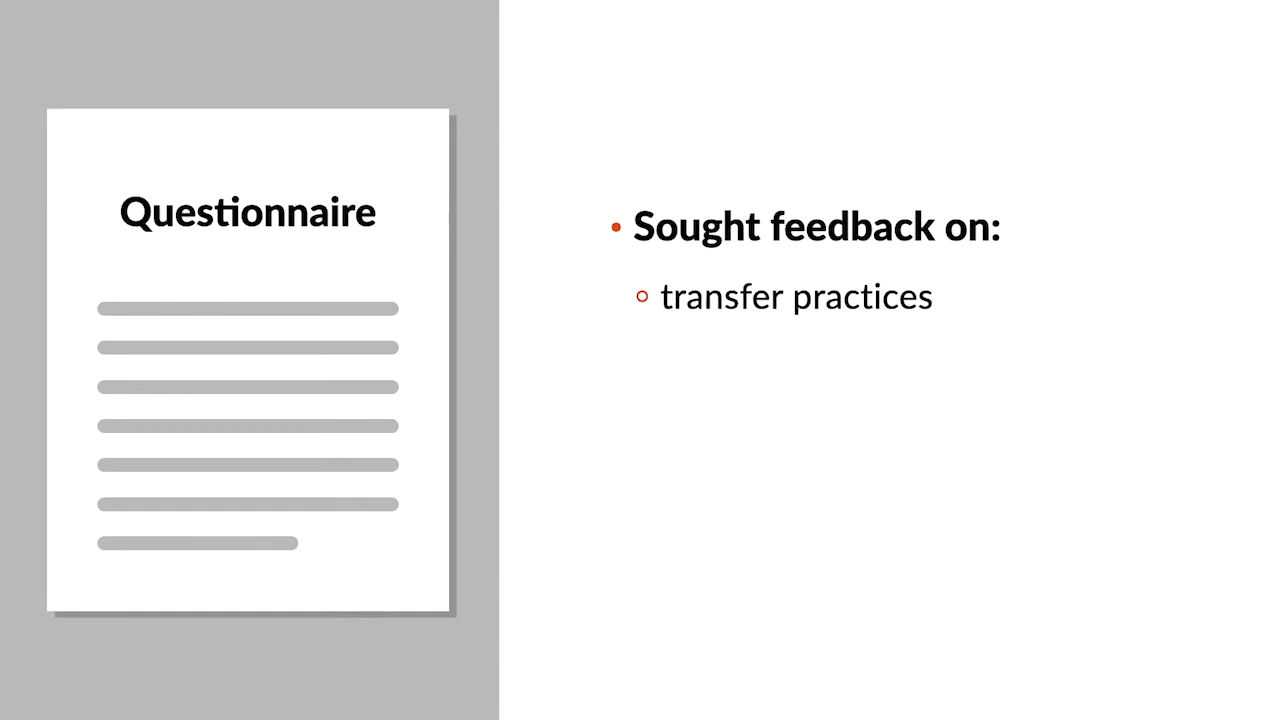 Questionnaire
• Sought feedback on:
○ transfer practices